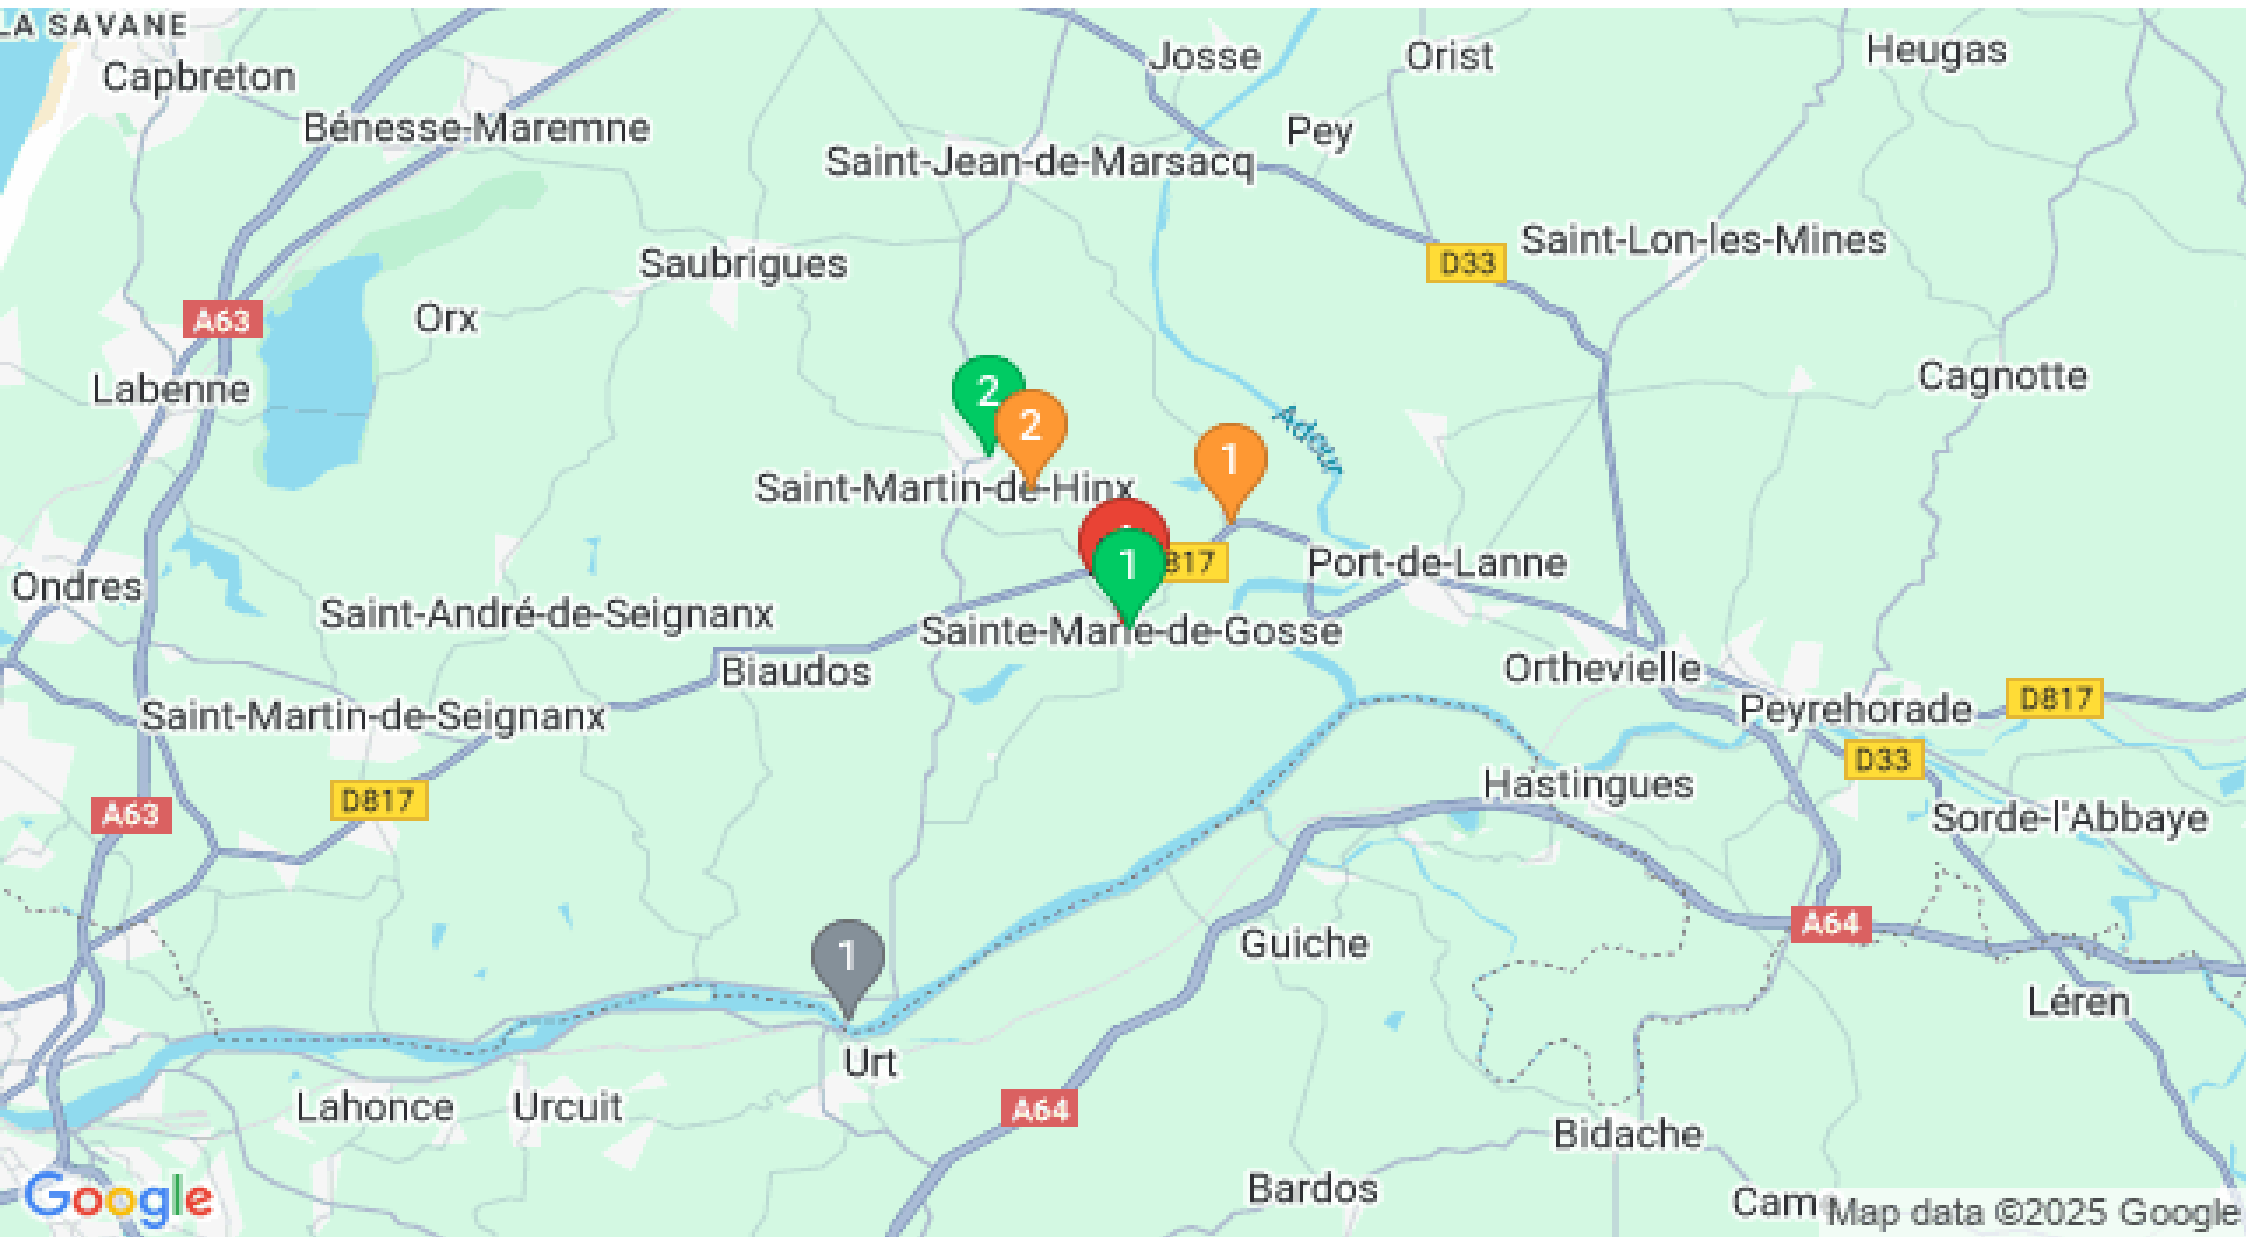 LA SAVANE
Capbreton
Bénesse-Maremne
Josse
Orist
Heugas
Pey
Saint-Jean-de-Marsacq
Saubrigues
Saint-Lon-les-Mines
D33
Orx
A63
Labenne
Cagnotte
2
2
1
Adour
Saint-Martin-de-Hinx
1
817
Port-de-Lanne
Ondres
Saint-André-de-Seignanx
Sainte-Marie-de-Gosse
Biaudos
Orthevielle
Saint-Martin-de-Seignanx
Peyrehorade
D817
D33
Hastingues
D817
A63
Sorde-l'Abbaye
A64
Guiche
1
Léren
Urt
Lahonce
Urcuit
A64
Bidache
Bardos
Google
Cam
Map data ©2025 Google